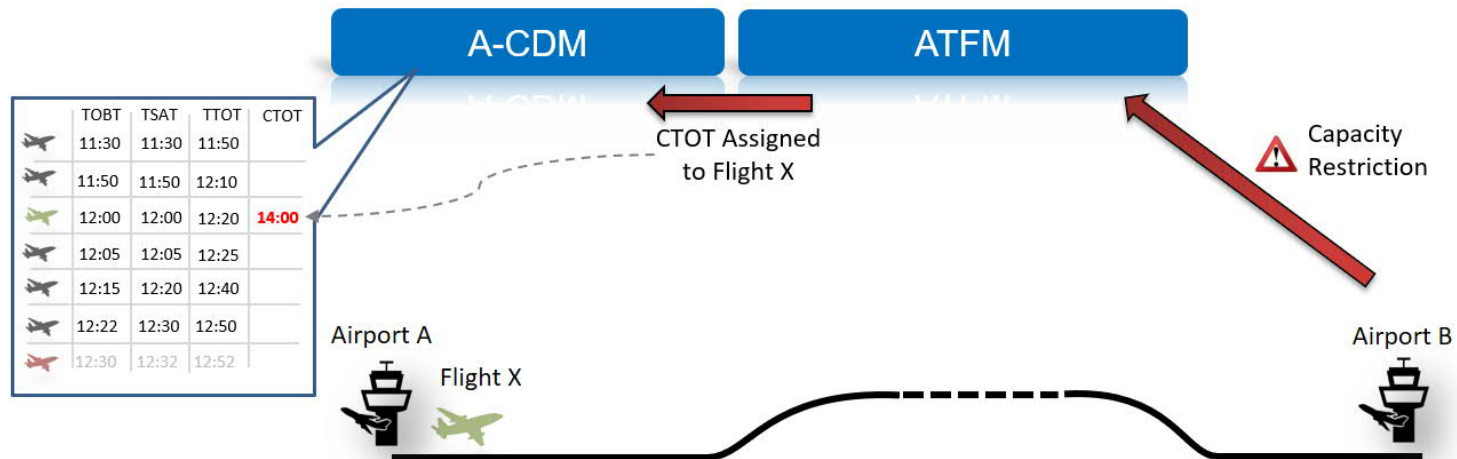 A-CDM
ATFM
TOBT TSAT TTOT CTOT
11:30 11:30 11:50
11:50 11:50 12:10
12:00 12:00 12:20 14:00
12:05 12:05 12:25
12:15 12:20 12:40
12:22 12:30 12:50
12:30 12:32 12:52
CTOT Assigned
to Flight X
Capacity
Restriction
Airport A
Flight X
Airport B